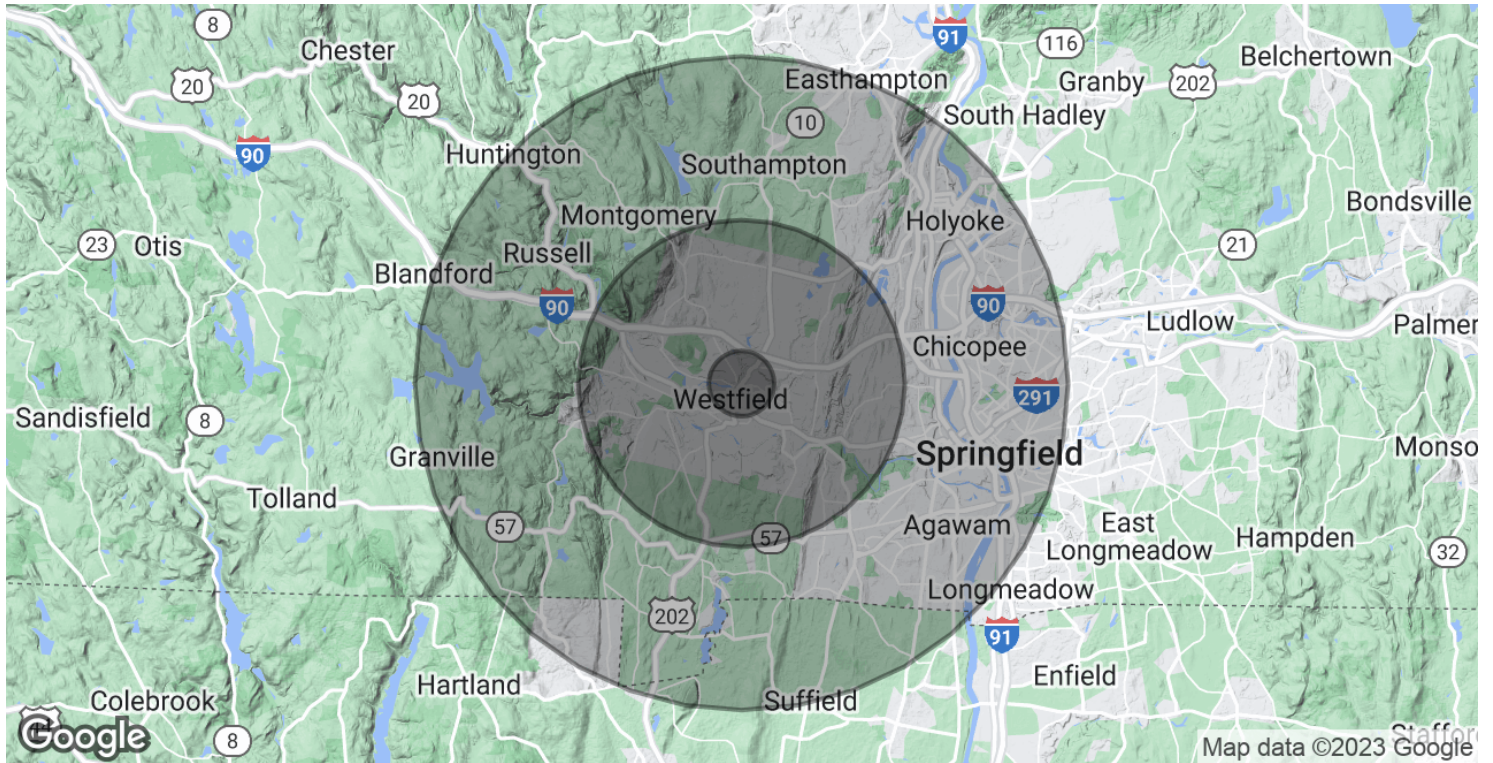 8
91
Chester
116
Belchertown
Easthampton
Granby
202
20
20
South Hadley
10
90
Huntington
Southampton
Bondsville
Montgomery
Holyoke
23
Otis
Russell
21
Blandford
90
90
Ludlow
Palmer
Chicopee
291
Westfield
Sandisfield
8
Granville
Springfield
Monso
Tolland
57
57
Agawam
East
Longmeadow
Hampden
32
Longmeadow
202
91
Enfield
Hartland
Suffield
Colebrook
8
Google
Staffor
Map data ©2023 Google